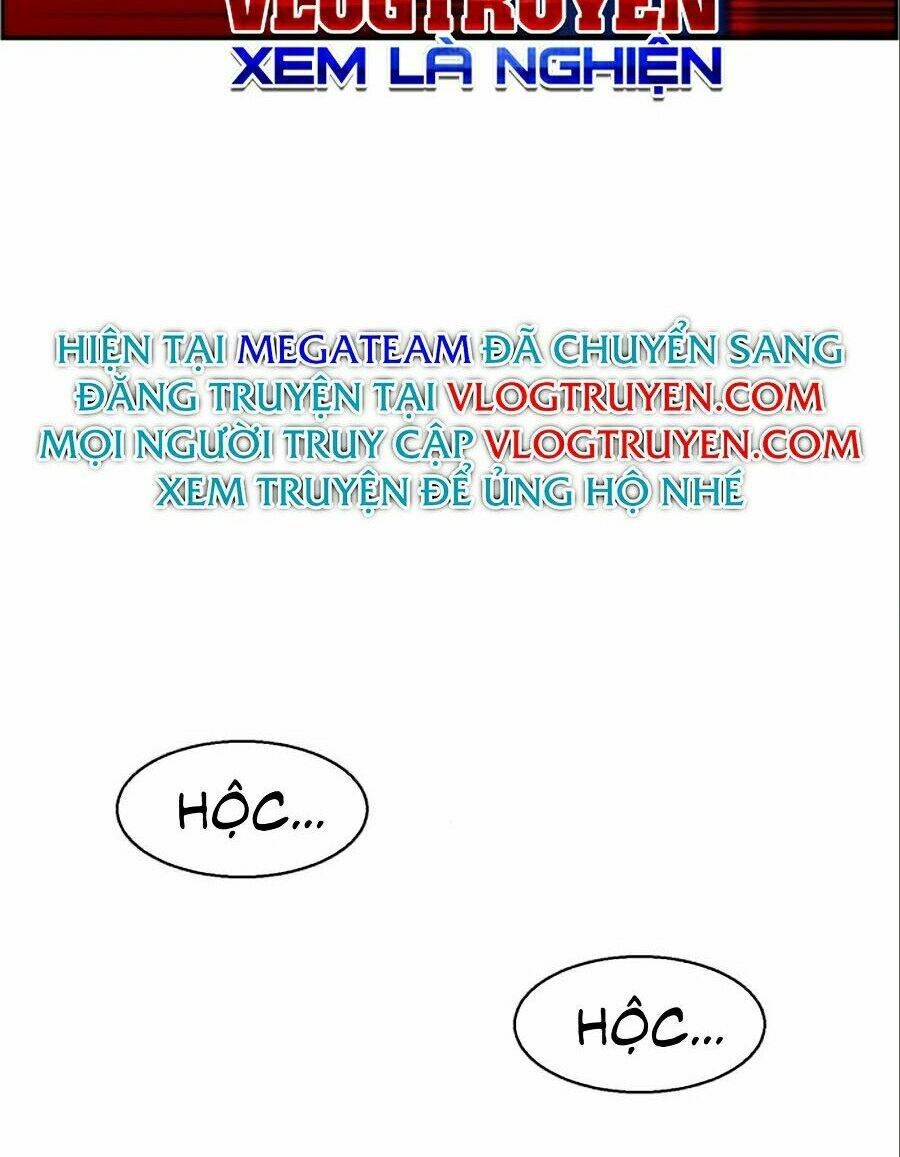 VLOGTRUYEN
XEM LÀ NGHIỆN
HIỆN TẠI MEGATEAM ĐÃ CHUYỂN SANG
ĐĂNG TRUYỆN TẠI VLOGTRUYEN.COM
MỌI NGƯỜI TRUY CẬP VLOGTRUYEN.COM
XEM TRUYỆN ĐỂ ỦNG HỘ NHÉ
HỘC...
HỘC...